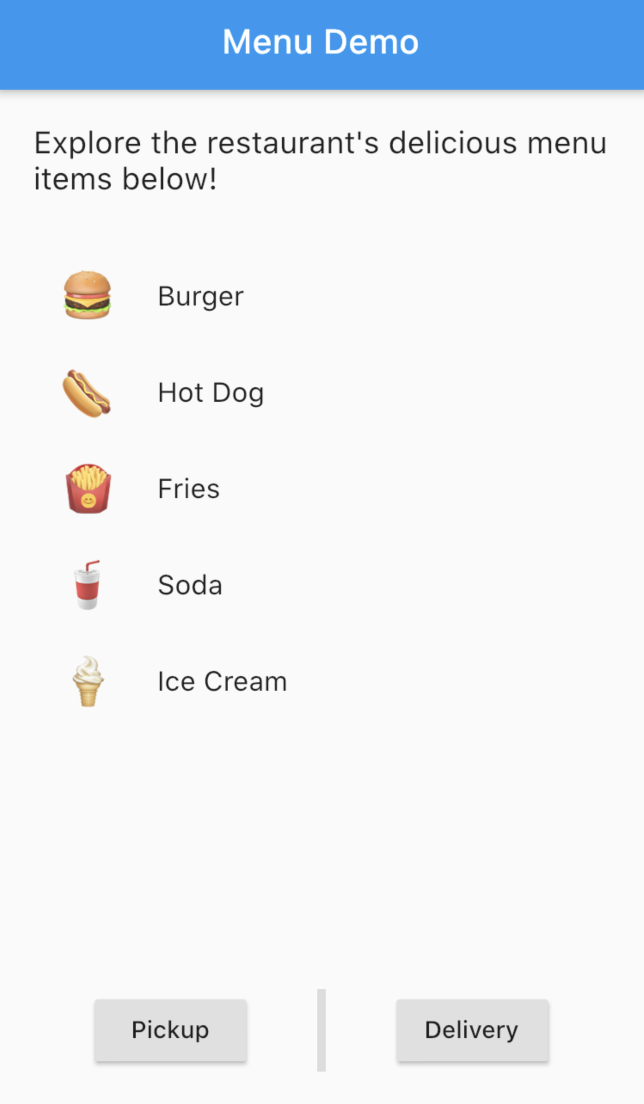 Menu Demo
Explore the restaurant's delicious menu
items below!
Burger
Hot Dog
Fries
Soda
Ice Cream
Pickup
Delivery